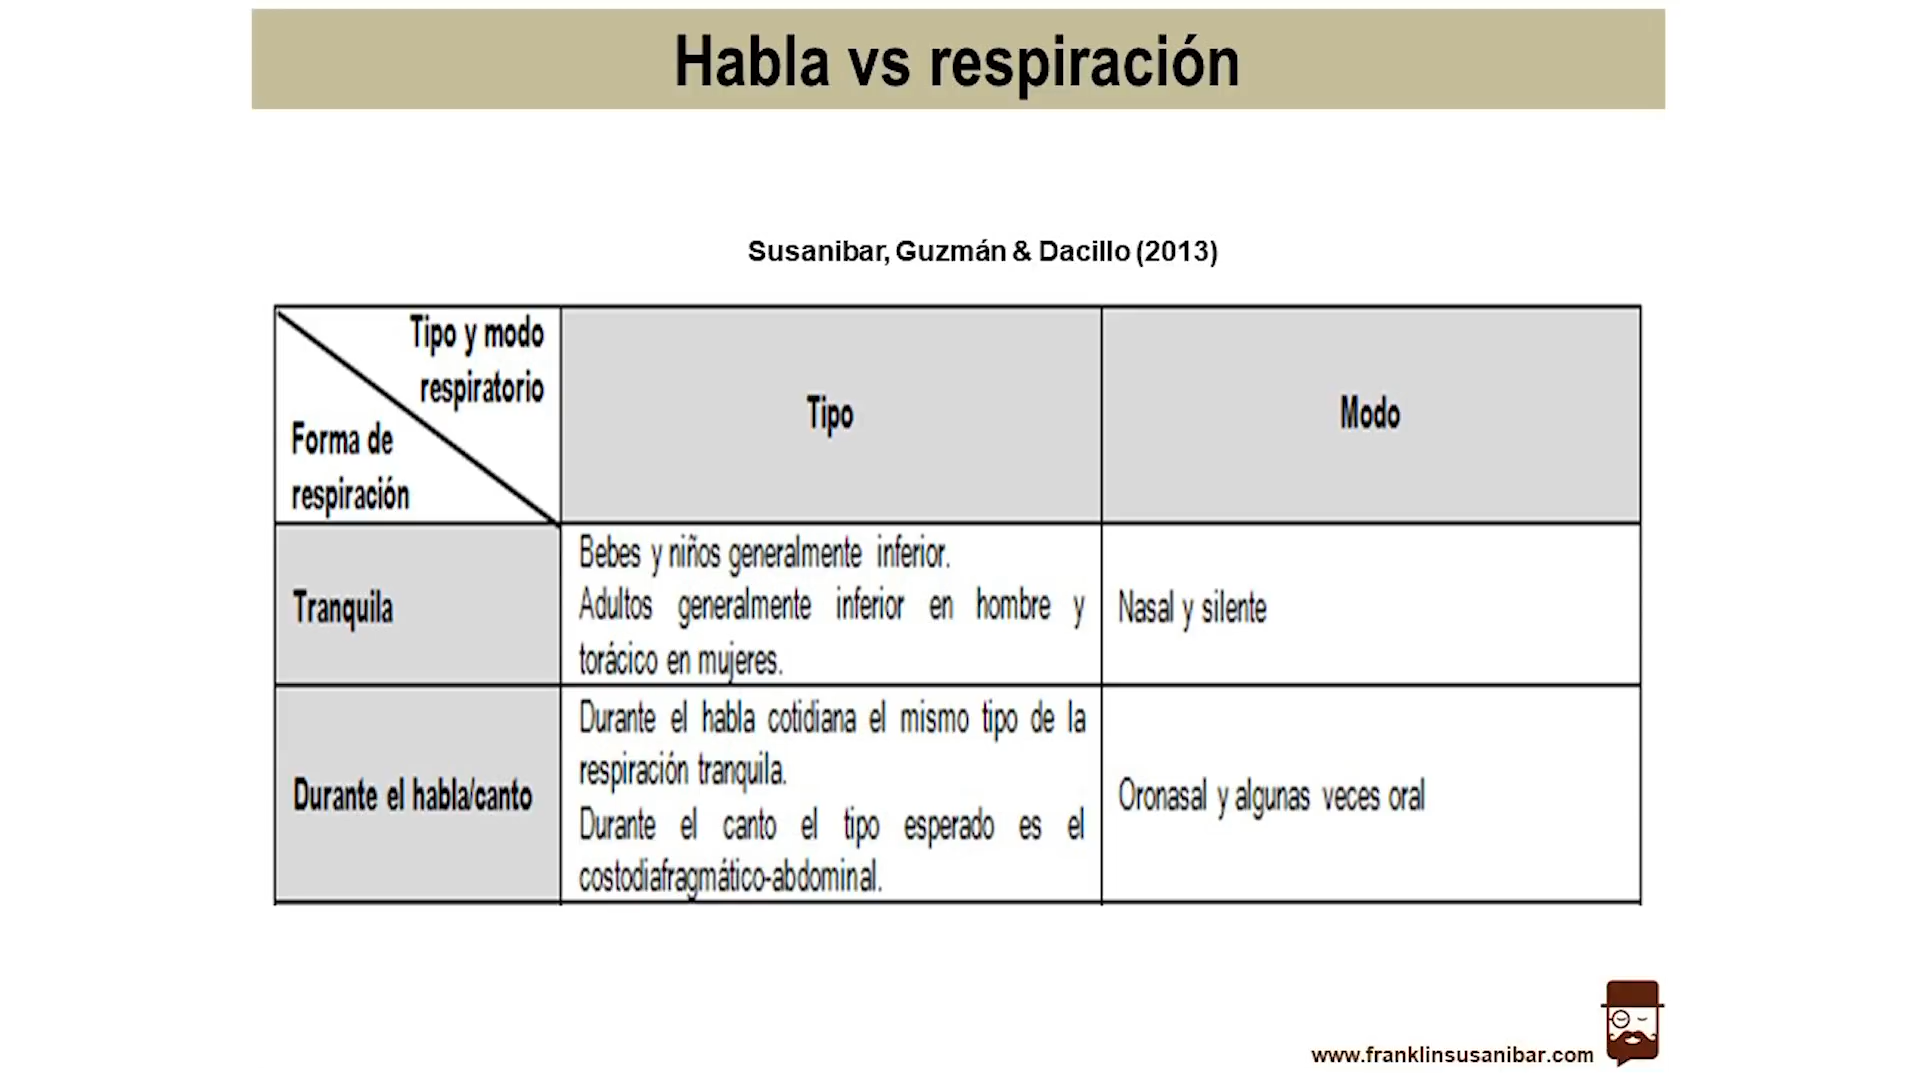 Habla vs respiración
Susanibar, Guzmán & Dacillo (2013)
Tipo y modo
respiratorio
Forma de
respiración
Tipo
Modo
Tranquila
Bebes y niños generalmente inferior.
Adultos generalmente inferior en hombre y
torácico en mujeres.
Nasal y silente
Durante el habla/canto
Durante el habla cotidiana el mismo tipo de la
respiración tranquila.
Durante el canto el tipo esperado es el
costodiafragmático-abdominal.
Oronasal y algunas veces oral
www.franklinsusanibar.com